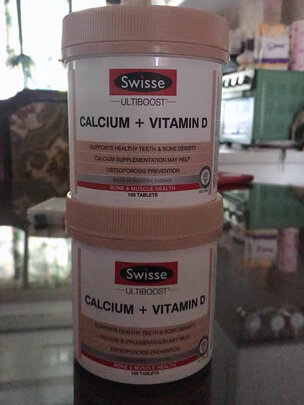 Swisse
ULTIBOOST
CALCIUM + VITAMIN D
SUPPORTS HEALTHY TEETH & BONE DENSITY
CALCIUM SUPPLEMENTATION MAY HELP
OSTEOPOROSIS PREVENTION
BONE & MUSCLE HEALTH
150 TABLETS
Swisse
ULTIBOOST
CALCIUM + VITAMIN D
SUPPORTS HEALTHY TEETH & BONE DENSITY
CALCIUM SUPPLEMENTATION MAY HELP
OSTEOPOROSIS PREVENTION
BONE & MUSCLE HEALTH
150 TABLETS